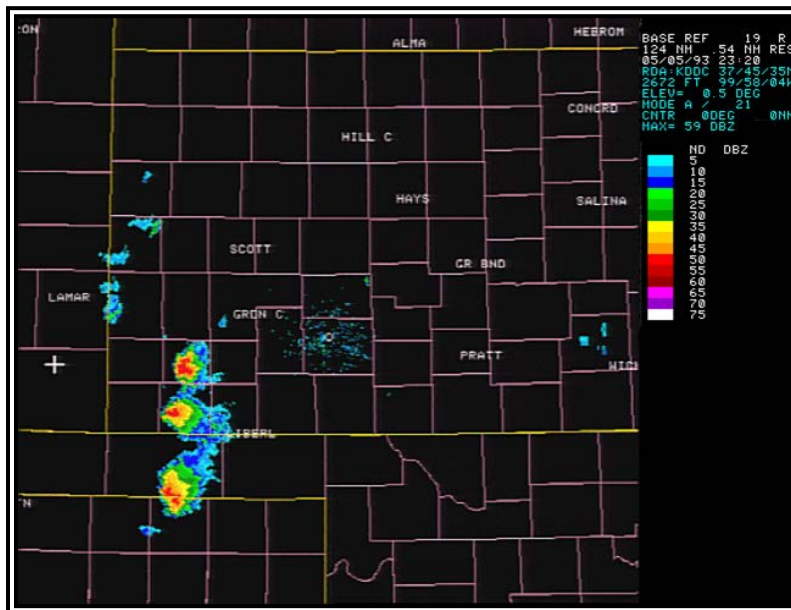 BASE REF 19 R
124 NM .54 NM RES
05/05/93 23:20
RDA:KDDC 37/45/35N
2672 FT 99/58/04W
ELEV= 0.5 DEG
MODE A / 21
CNTR 0DEG 0NM
MAX= 59 DBZ
ND DBZ
5
10
15
20
25
30
35
40
45
50
55
60
65
70
75
ALMA
HEBROM
CONCRD
HILL C
HAYS
SALINA
SCOTT
GR BND
LAMAR
GRDN C.
PRATT
LIBERL